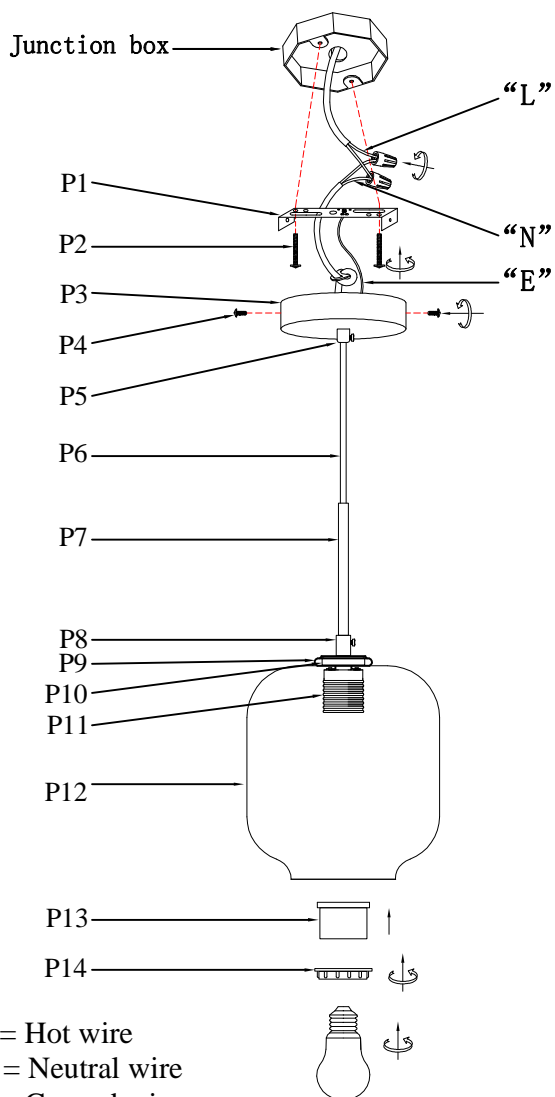 Junction box
“L”
P1
“N”
P2
“E”
P3
P4
P5
P6
P7
P8
P9
P10
P11
P12
P13
P14
= Hot wire
= Neutral wire